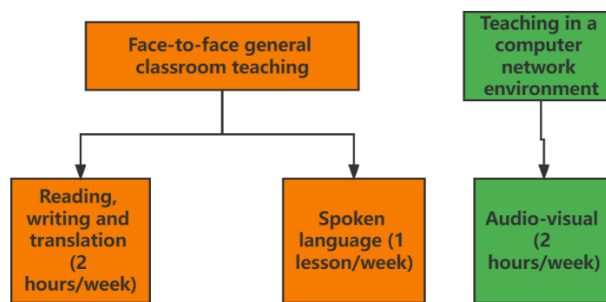 Face-to-face general
classroom teaching
Teaching in a
computer
network
environment
Reading,
writing and
translation
(2
hours/week)
Spoken
language (1
lesson/week)
Audio-visual
(2
hours/week)